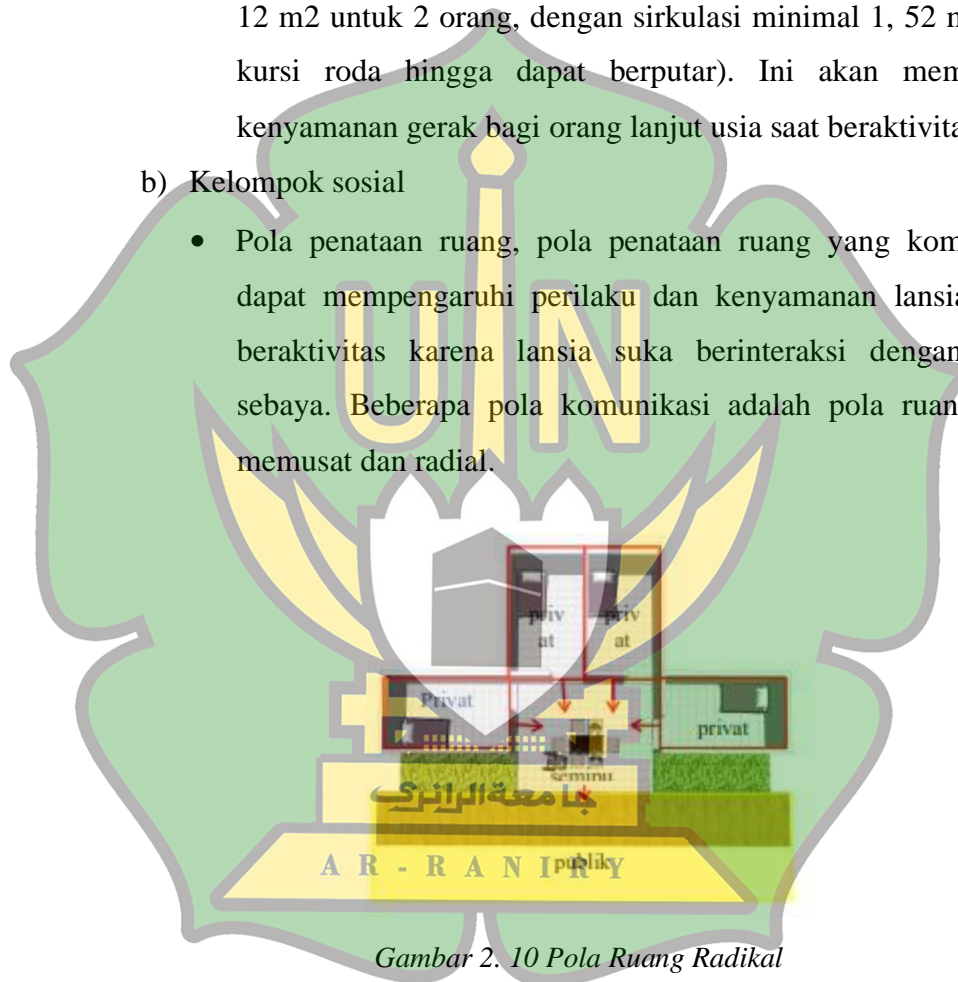 12 m2 untuk 2 orang, dengan sirkulasi minimal 1, 52 m
kursi roda hingga dapat berputar). Ini akan mem
kenyamanan gerak bagi orang lanjut usia saat beraktivita
b) Kelompok sosial
• Pola penataan ruang, pola penataan ruang yang kom
dapat mempengaruhi perilaku dan kenyamanan lansia
beraktivitas karena lansia suka berinteraksi dengan
sebaya. Beberapa pola komunikasi adalah pola ruan
memusat dan radial.
UIN
priv
at
priv
at
Privat
privat
semipu
جامعة الرانري
publik
AR-RANIRY
Gambar 2. 10 Pola Ruang Radikal